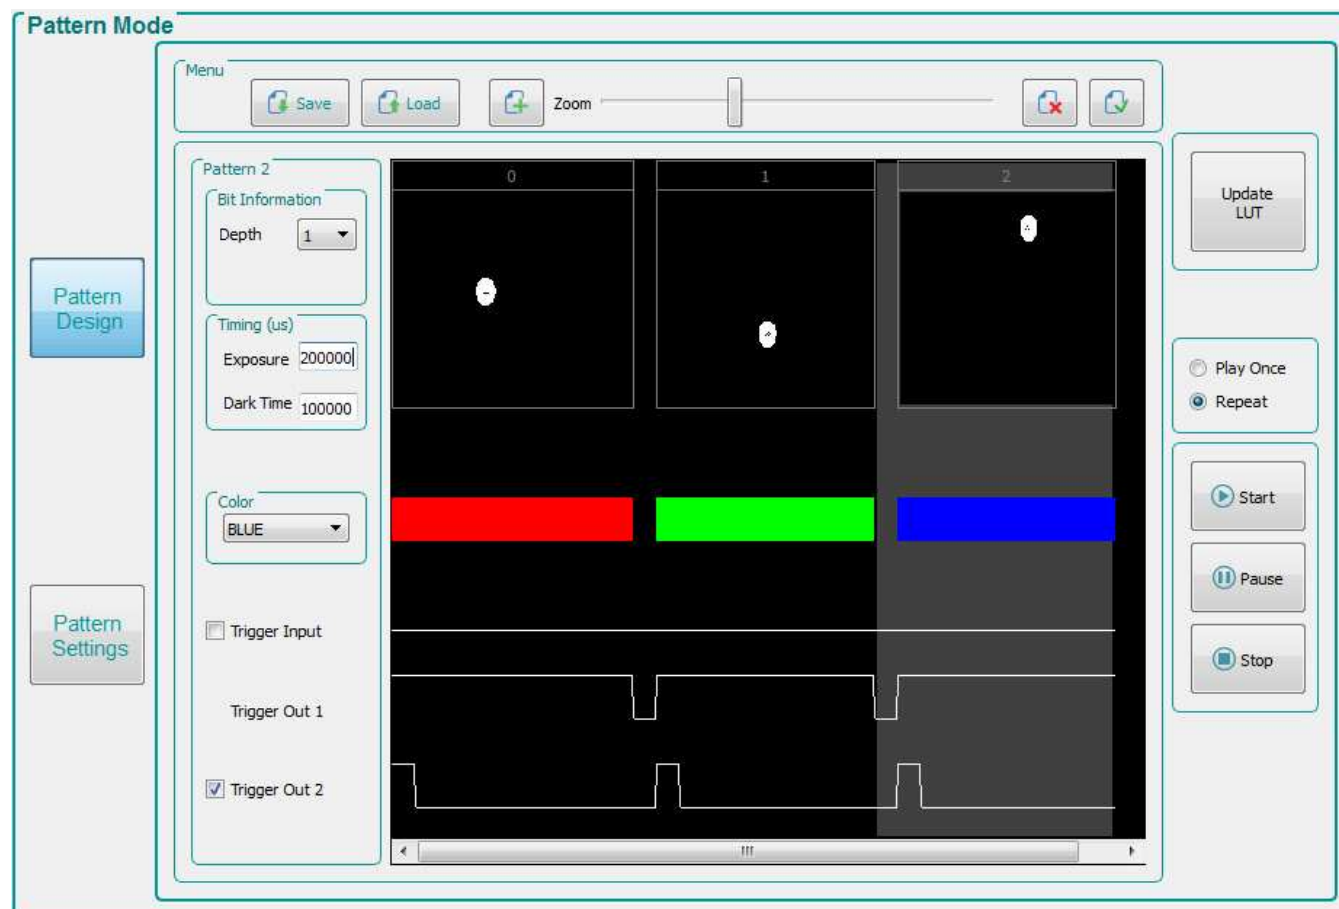 Pattern Mode
Menu
Save
Load
Zoom
Pattern 2
Bit Information
Depth
1
Timing (us)
Exposure
200000
Dark Time
100000
Color
BLUE
Trigger Input
Trigger Out 1
Trigger Out 2
0
1
2
Pattern
Design
Pattern
Settings
Update
LUT
Play Once
Repeat
Start
Pause
Stop